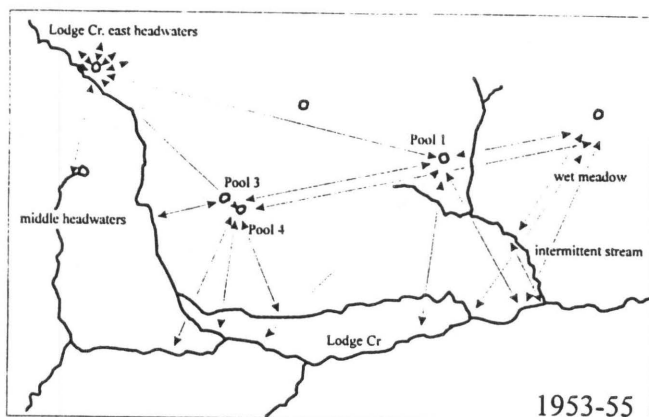 Lodge Cr. east headwaters
Pool 1
Pool 3
wet meadow
middle headwaters
Pool 4
intermittent stream
Lodge Cr
1953-55